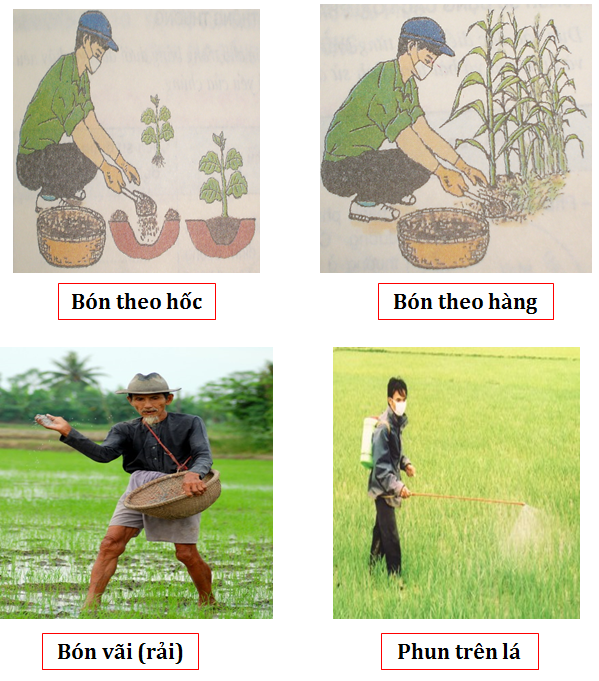 Bón theo hốc
Bón theo hàng
Bón vãi (rải)
Phun trên lá